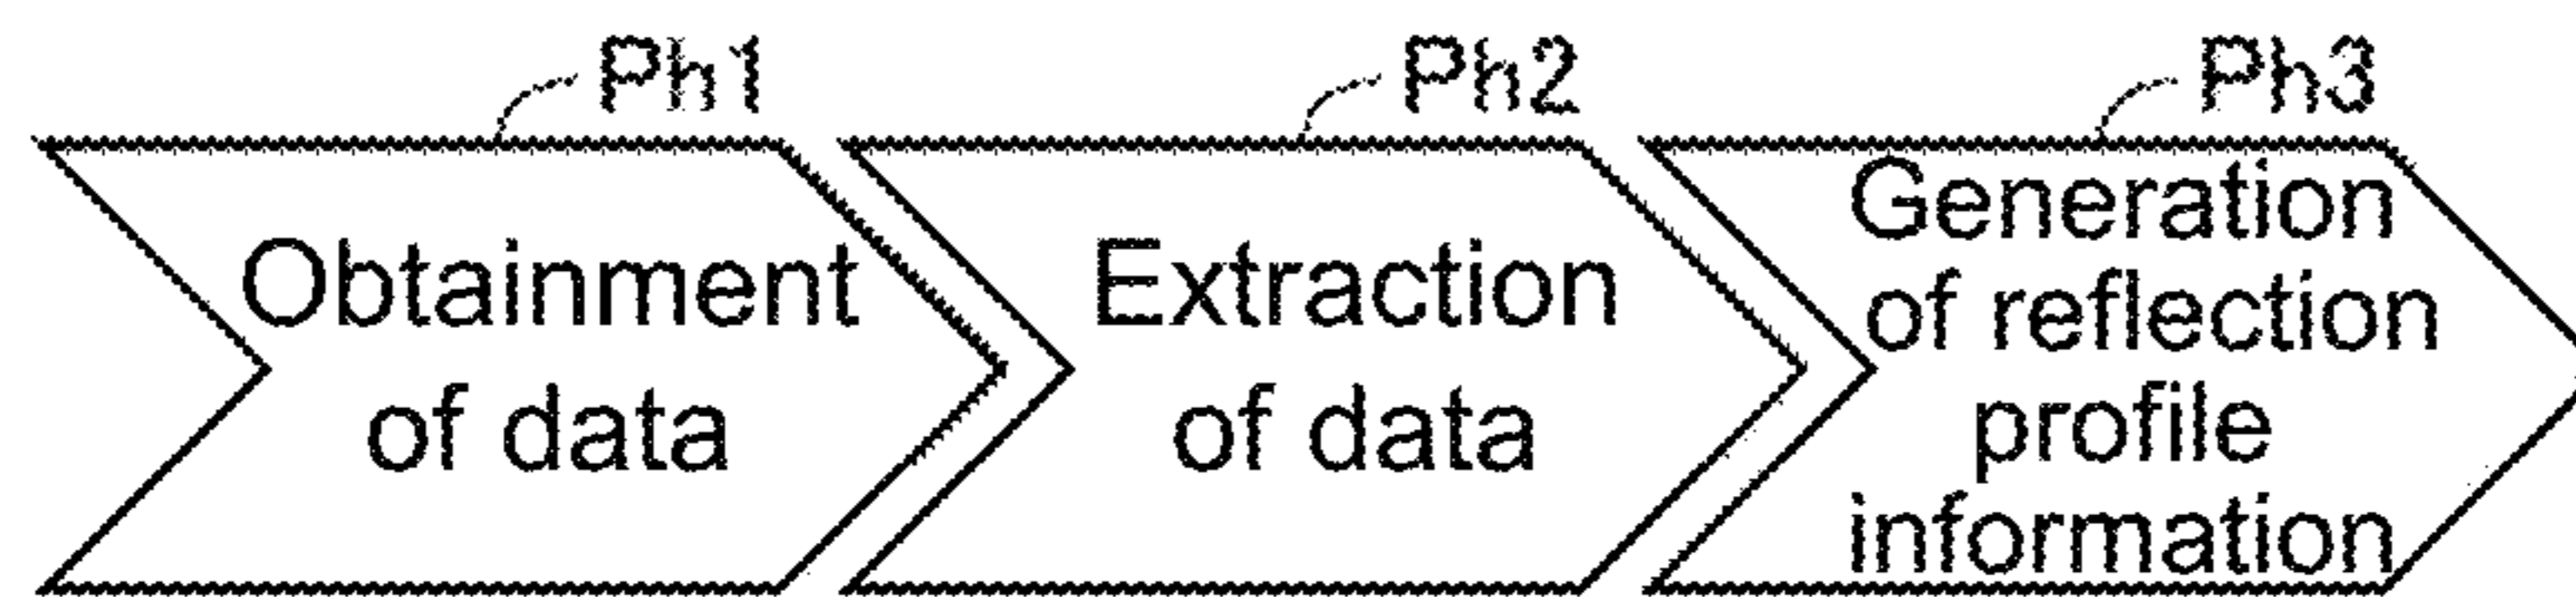 Ph1
Obtainment
of data
Ph2
Extraction
of data
Ph3
Generation
of reflection
profile
information